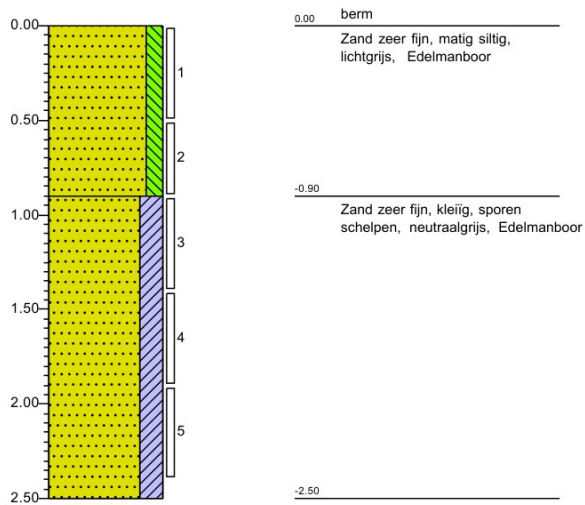 0.00
0.50
1.00
1.50
2.00
2.50
1
2
3
4
5
berm
0.00
Zand zeer fijn, matig siltig,
lichtgrijs, Edelmanboor
-0.90
Zand zeer fijn, kleiïg, sporen
schelpen, neutraalgrijs, Edelmanboor
-2.50